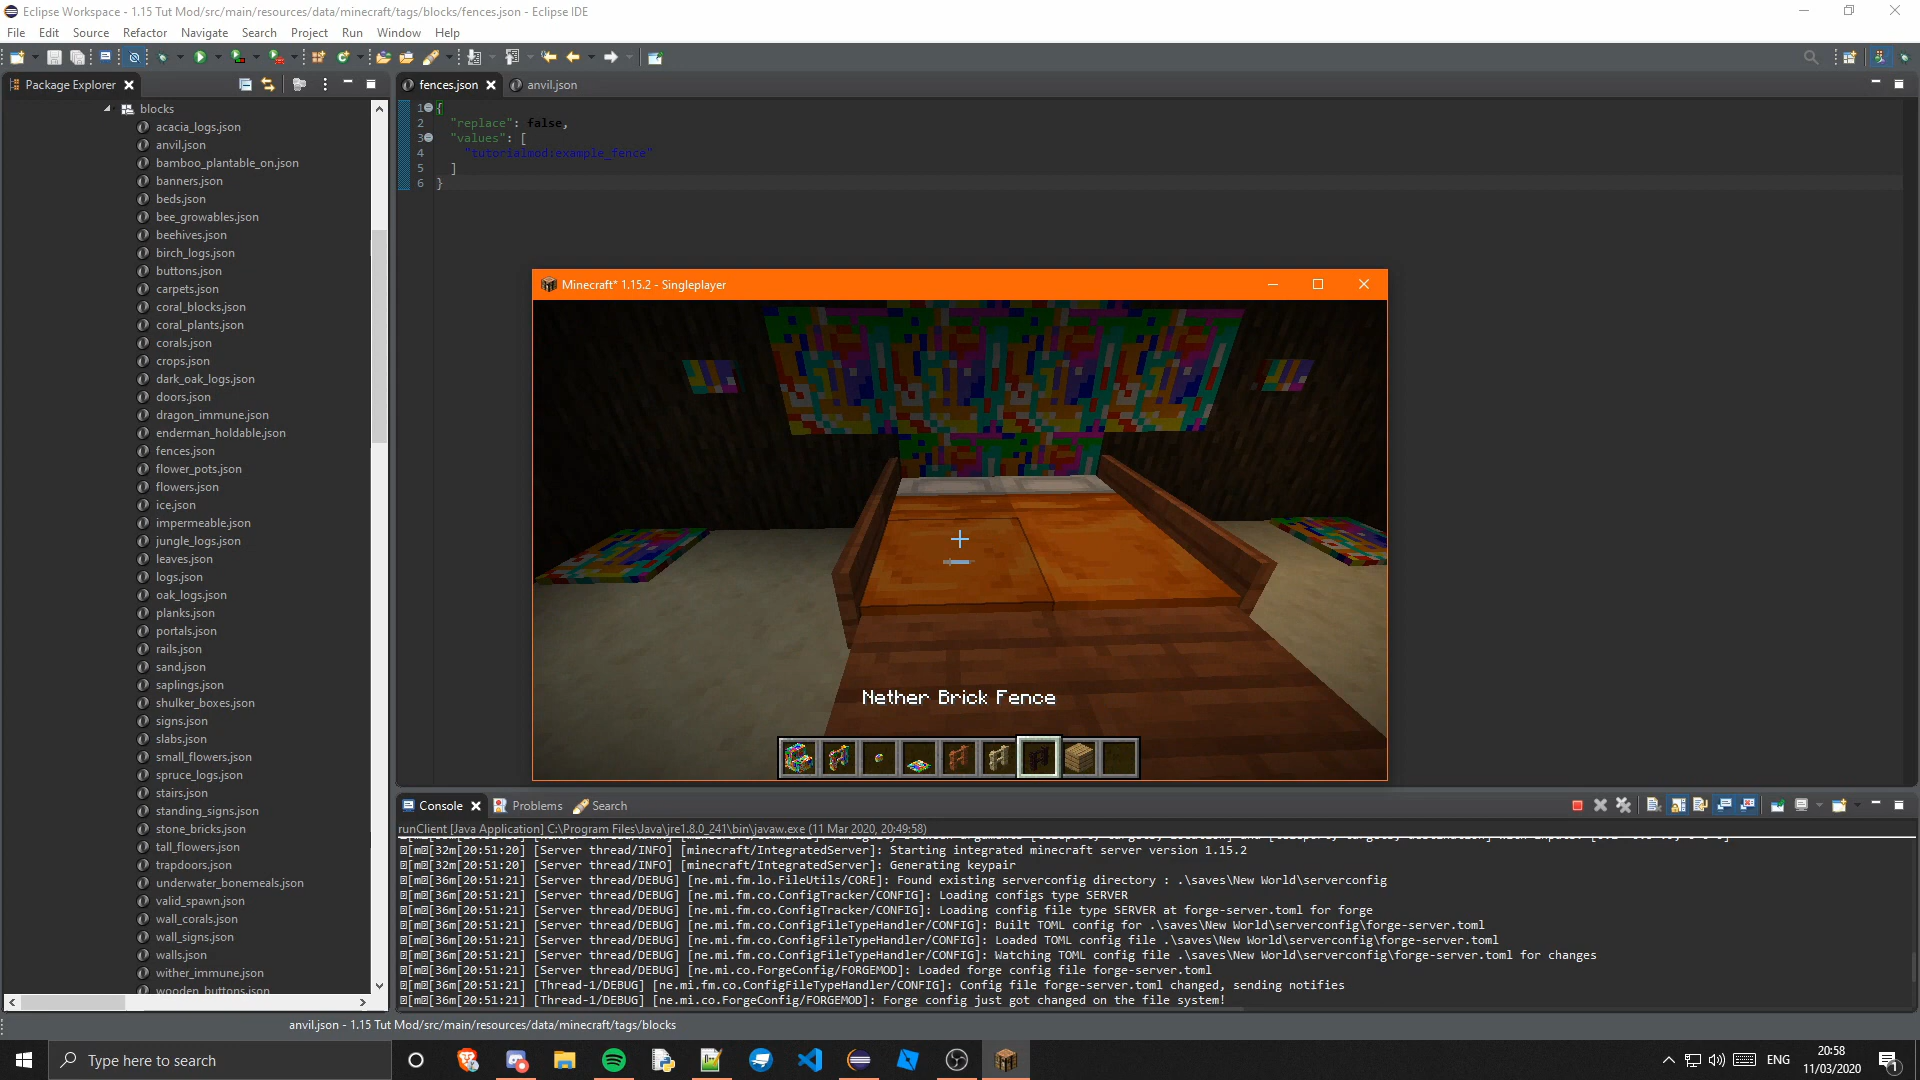 Eclipse Workspace - 1.15 Tut Mod/src/main/resources/data/minecraft/tags/blocks/fences.json - Eclipse IDE
File Edit Source Refactor Navigate Search Project Run Window Help
Package Explorer
fences.json
anvil.json
blocks
acacia_logs.json
anvil.json
bamboo_plantable_on.json
banners.json
beds.json
bee_growables.json
beehives.json
birch_logs.json
buttons.json
carpets.json
coral_blocks.json
coral_plants.json
corals.json
crops.json
dark_oak_logs.json
doors.json
dragon_immune.json
enderman_holdable.json
fences.json
flower_pots.json
flowers.json
ice.json
impermeable.json
jungle_logs.json
leaves.json
logs.json
oak_logs.json
planks.json
portals.json
rails.json
sand.json
saplings.json
shulker_boxes.json
signs.json
slabs.json
small_flowers.json
spruce_logs.json
stairs.json
standing_signs.json
stone_bricks.json
tall_flowers.json
trapdoors.json
underwater_bonemeals.json
valid_spawn.json
wall_corals.json
wall_signs.json
walls.json
wither_immune.json
wooden_buttons.json
1 {
2 "replace": false,
3 "values": [
4 "tutorialmod:example_fence"
5 ]
6 }
Minecraft* 1.15.2 - Singleplayer
Nether Brick Fence
Console
Problems
Search
runClient [Java Application] C:\Program Files\Java\jre1.8.0_241\bin\javaw.exe (11 Mar 2020, 20:49:58)
[m[32m[20:51:20] [Server thread/INFO] [minecraft/IntegratedServer]: Starting integrated minecraft server version 1.15.2
[m[32m[20:51:20] [Server thread/INFO] [minecraft/IntegratedServer]: Generating keypair
[m[36m[20:51:21] [Server thread/DEBUG] [ne.mi.fm.lo.FileUtils/CORE]: Found existing serverconfig directory : .\saves\New World\serverconfig
[m[36m[20:51:21] [Server thread/DEBUG] [ne.mi.fm.co.ConfigTracker/CONFIG]: Loading configs type SERVER
[m[36m[20:51:21] [Server thread/DEBUG] [ne.mi.fm.co.ConfigTracker/CONFIG]: Loading config file type SERVER at forge-server.toml for forge
[m[36m[20:51:21] [Server thread/DEBUG] [ne.mi.fm.co.ConfigFileTypeHandler/CONFIG]: Built TOML config for .\saves\New World\serverconfig\forge-server.toml
[m[36m[20:51:21] [Server thread/DEBUG] [ne.mi.fm.co.ConfigFileTypeHandler/CONFIG]: Loaded TOML config file .\saves\New World\serverconfig\forge-server.toml
[m[36m[20:51:21] [Server thread/DEBUG] [ne.mi.fm.co.ConfigFileTypeHandler/CONFIG]: Watching TOML config file .\saves\New World\serverconfig\forge-server.toml for changes
[m[36m[20:51:21] [Server thread/DEBUG] [ne.mi.co.ForgeConfig/FORGEMOD]: Loaded forge config file forge-server.toml
[m[36m[20:51:21] [Thread-1/DEBUG] [ne.mi.fm.co.ConfigFileTypeHandler/CONFIG]: Config file forge-server.toml changed, sending notifies
[m[36m[20:51:21] [Thread-1/DEBUG] [ne.mi.co.ForgeConfig/FORGEMOD]: Forge config just got changed on the file system!
anvil.json - 1.15 Tut Mod/src/main/resources/data/minecraft/tags/blocks
Type here to search
ENG
20:58
11/03/2020
1